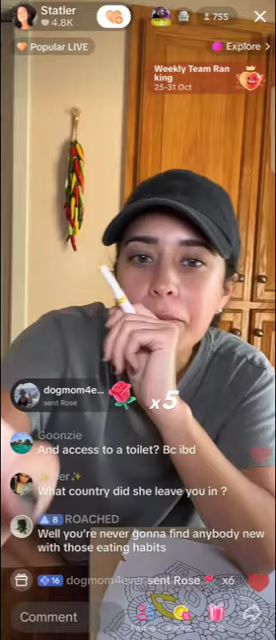 Statler
4.8K
755
Popular LIVE
Explore >
Weekly Team Ran
king
25-31 Oct
dogmom4e...
sent Rose
x5
Goonzie
And access to a toilet? Bc ibd
What country did she leave you in ?
8 ROACHED
Well you're never gonna find anybody new
with those eating habits
16 dogmom4ever sent Rose x6
Comment